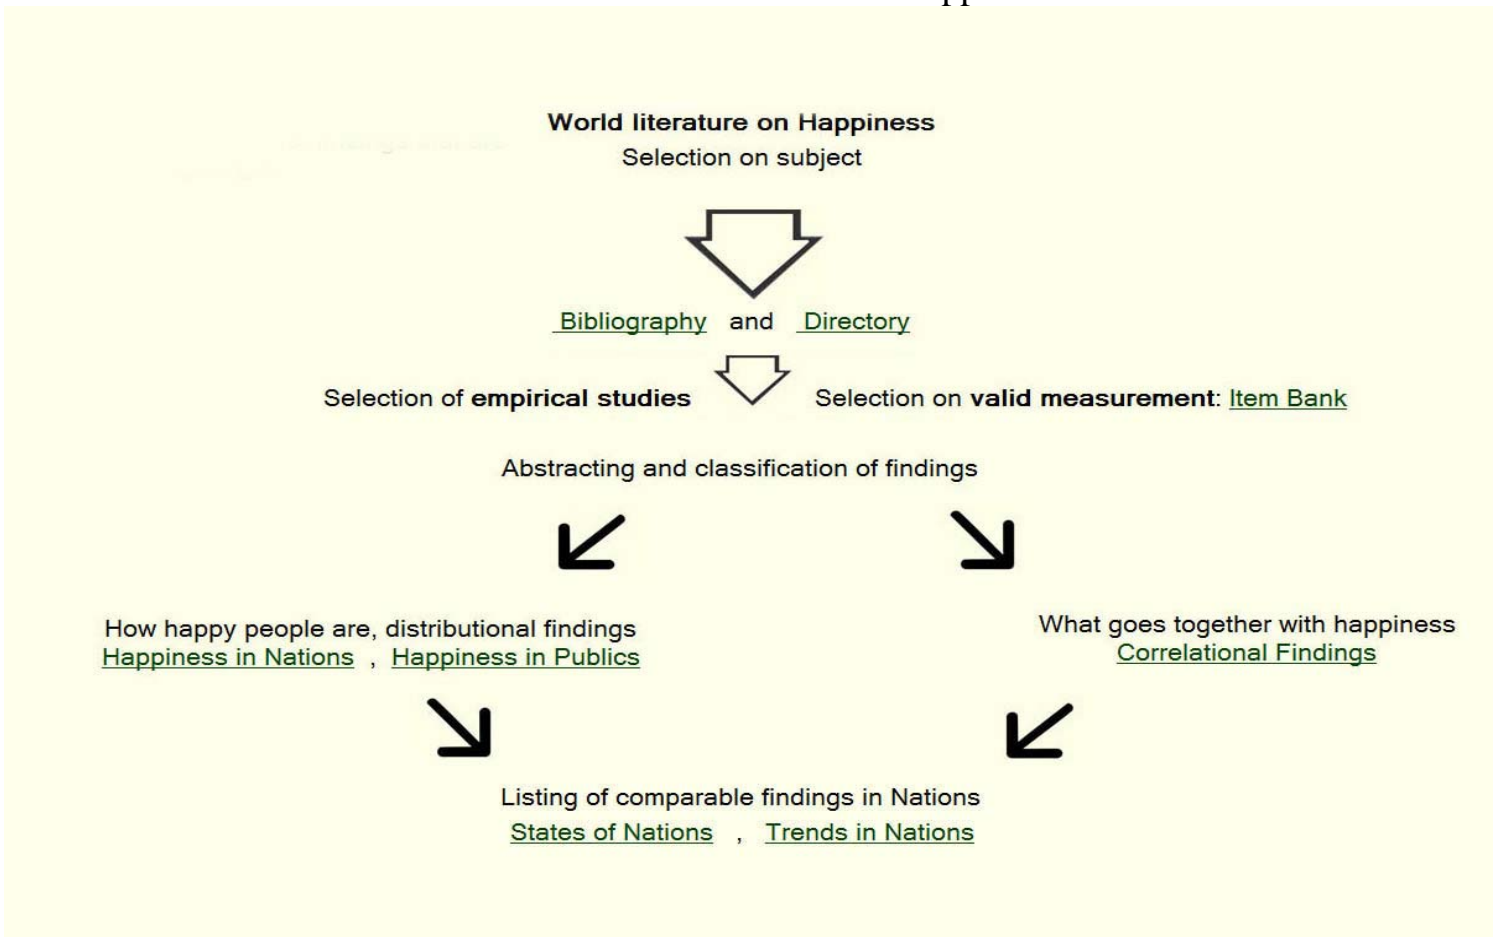 World literature on Happiness
Selection on subject
Bibliography and Directory
Selection of empirical studies Selection on valid measurement: Item Bank
Abstracting and classification of findings
How happy people are, distributional findings
Happiness in Nations , Happiness in Publics
What goes together with happiness
Correlational Findings
Listing of comparable findings in Nations
States of Nations , Trends in Nations